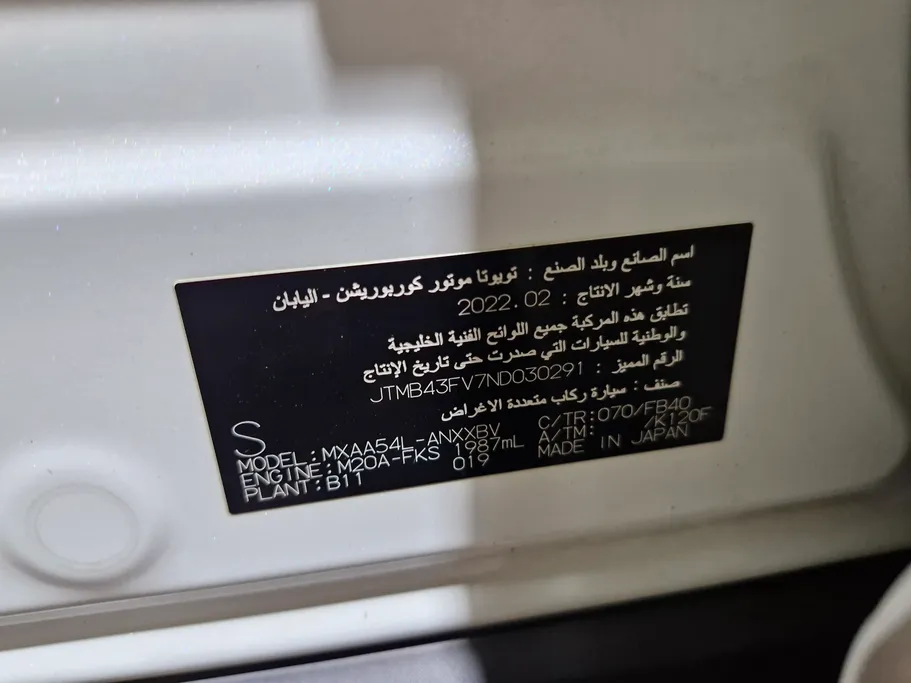 اسم الصانع وبلد الصنع : تويوتا موتور كوربوريشن - اليابان
سنة وشهر الانتاج : 2022.02
تطابق هذه المركبة جميع اللوائح الفنية الخليجية
والوطنية للسيارات التي صدرت حتى تاريخ الإنتاج
الرقم المميز : JTMB43FV7ND030291
صنف : سيارة ركاب متعددة الاغراض
S
MODEL:MXAA54L-ANXXBV C/TR:070/FB40
ENGINE:M20A-FKS 1987mL A/TM: /K120F
PLANT:B11 019 MADE IN JAPAN